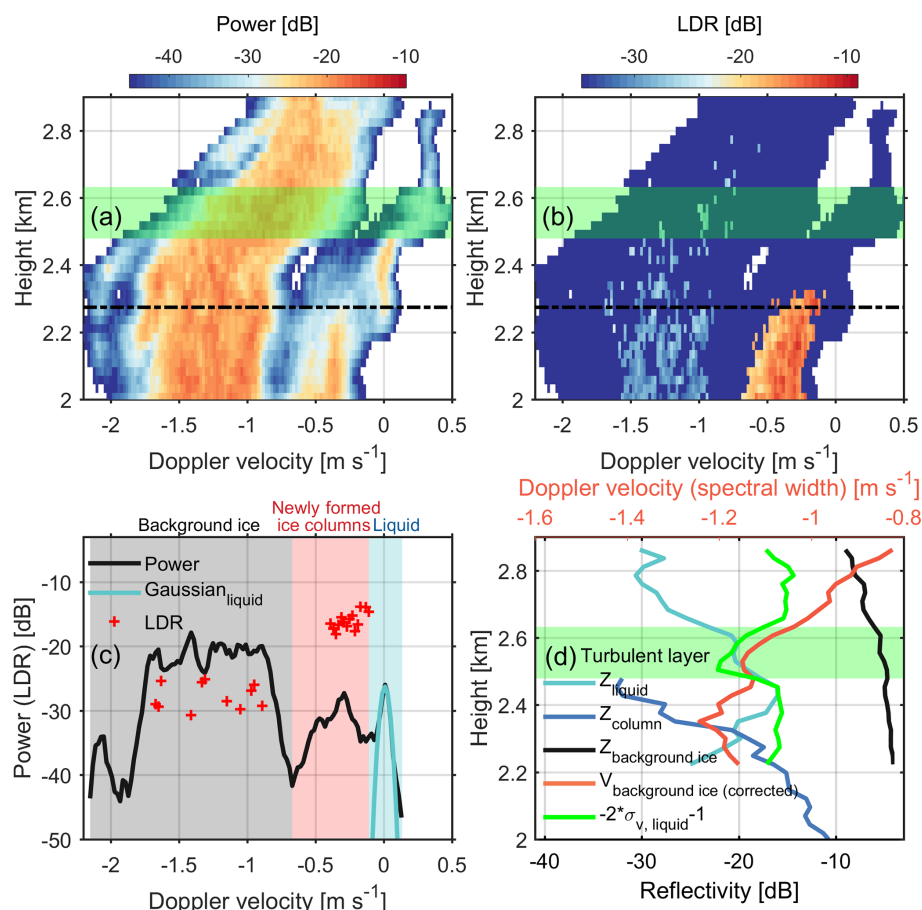 Power [dB]
-40 -30 -20 -10
LDR [dB]
-30 -20 -10
Height [km]
2.8
2.6
2.4
2.2
2
(a)
-2 -1.5 -1 -0.5 0 0.5
Doppler velocity [m s-1]
Height [km]
2.8
2.6
2.4
2.2
2
(b)
-2 -1.5 -1 -0.5 0 0.5
Doppler velocity [m s-1]
Background ice
Newly formed
ice columns
Liquid
Power (LDR) [dB]
-10
-20
-30
-40
-50
Power
Gaussianliquid
LDR
(c)
-2 -1.5 -1 -0.5 0
Doppler velocity [m s-1]
Doppler velocity (spectral width) [m s-1]
-1.6 -1.4 -1.2 -1 -0.8
Height [km]
2.8
2.6
2.4
2.2
2
(d) Turbulent layer
Zliquid
Zcolumn
Zbackground ice
Vbackground ice (corrected)
-2*σv, liquid-1
-40 -30 -20 -10
Reflectivity [dB]